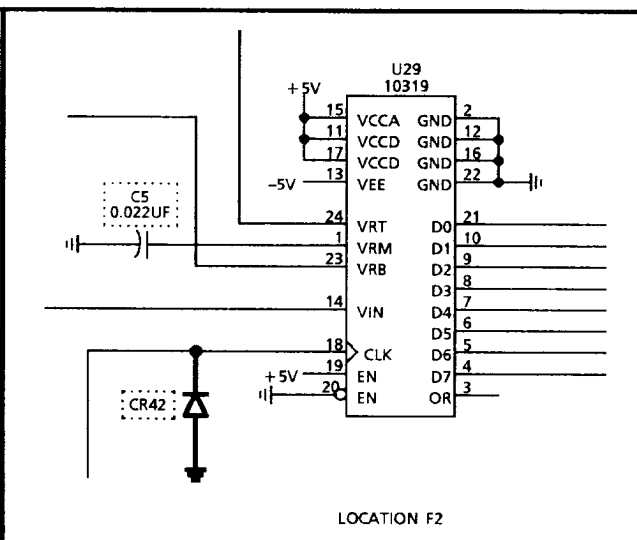 U29
10319
+5V
15 VCCA GND 2
11 VCCD GND 12
17 VCCD GND 16
-5V 13 VEE GND 22
C5
0.022UF
24 VRT D0 21
1 VRM D1 10
23 VRB D2 9
D3 8
14 VIN D4 7
D5 6
18 CLK D6 5
+5V 19 EN D7 4
20 EN OR 3
CR42
LOCATION F2